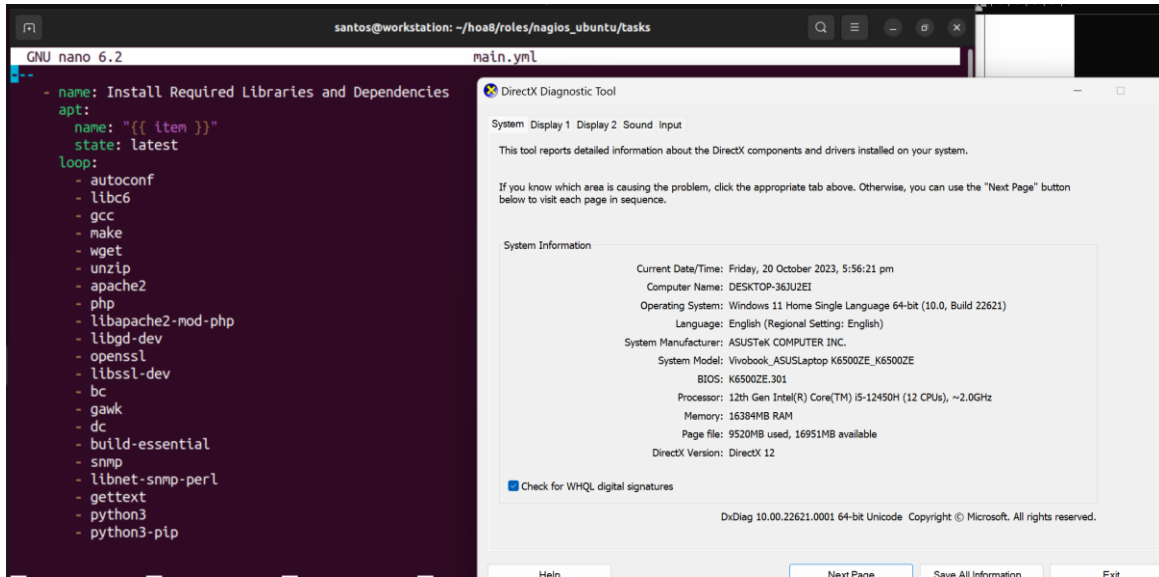 santos@workstation: ~/hoa8/roles/nagios_ubuntu/tasks
GNU nano 6.2 main.yml
---
- name: Install Required Libraries and Dependencies
apt:
name: "{{ item }}"
state: latest
loop:
- autoconf
- libc6
- gcc
- make
- wget
- unzip
- apache2
- php
- libapache2-mod-php
- libgd-dev
- openssl
- libssl-dev
- bc
- gawk
- dc
- build-essential
- snmp
- libnet-snmp-perl
- gettext
- python3
- python3-pip
DirectX Diagnostic Tool
System Display 1 Display 2 Sound Input
This tool reports detailed information about the DirectX components and drivers installed on your system.
If you know which area is causing the problem, click the appropriate tab above. Otherwise, you can use the "Next Page" button
below to visit each page in sequence.
System Information
Current Date/Time: Friday, 20 October 2023, 5:56:21 pm
Computer Name: DESKTOP-36JU2EI
Operating System: Windows 11 Home Single Language 64-bit (10.0, Build 22621)
Language: English (Regional Setting: English)
System Manufacturer: ASUSTeK COMPUTER INC.
System Model: Vivobook_ASUSLaptop K6500ZE_K6500ZE
BIOS: K6500ZE.301
Processor: 12th Gen Intel(R) Core(TM) i5-12450H (12 CPUs), ~2.0GHz
Memory: 16384MB RAM
Page file: 9520MB used, 16951MB available
DirectX Version: DirectX 12
Check for WHQL digital signatures
DxDiag 10.00.22621.0001 64-bit Unicode Copyright © Microsoft. All rights reserved.
Help Next Page Save All Information Exit